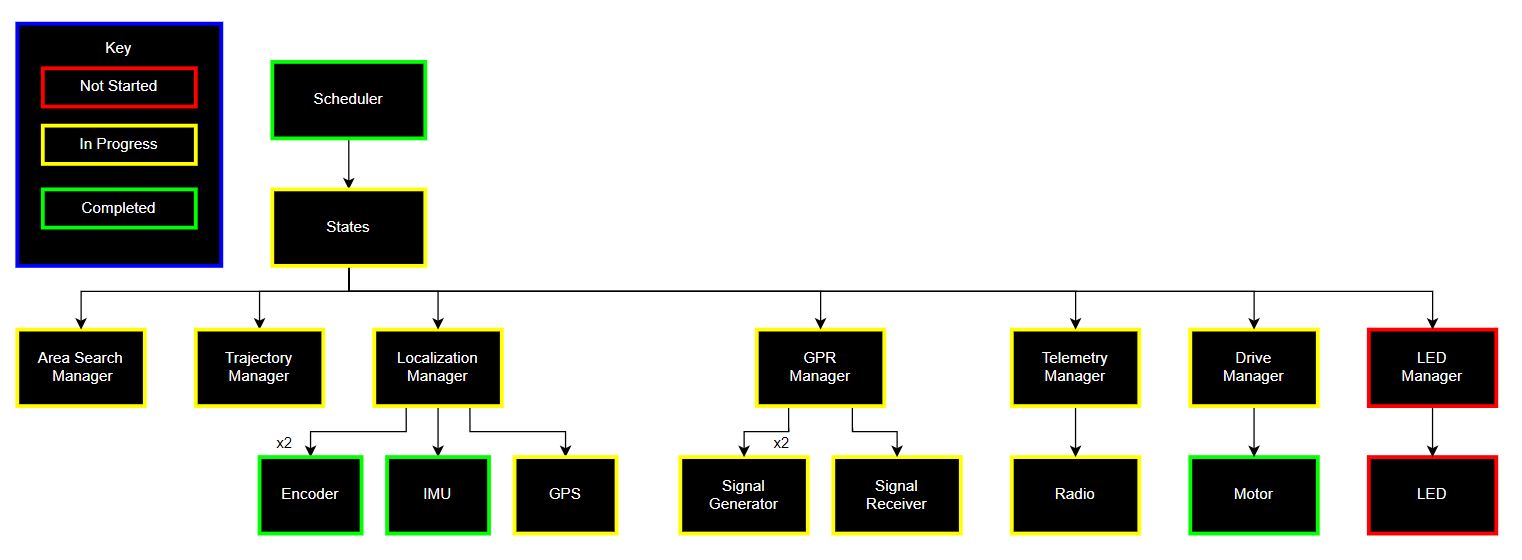 Key
Not Started
In Progress
Completed
Scheduler
States
Area Search
Manager
Trajectory
Manager
Localization
Manager
GPR
Manager
Telemetry
Manager
Drive
Manager
LED
Manager
x2
Encoder
IMU
GPS
x2
Signal
Generator
Signal
Receiver
Radio
Motor
LED